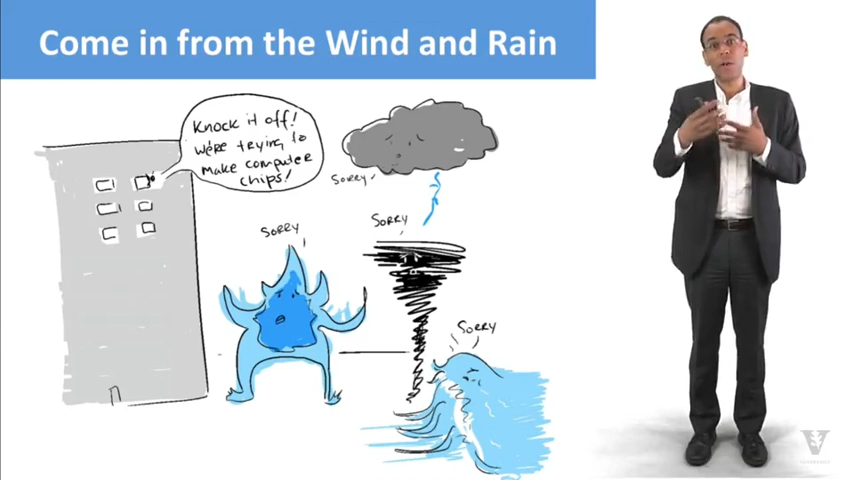 Come in from the Wind and Rain
Knock it off!
we're trying to
make computer
chips!
SORRY
SORRY
SORRY
SORRY
V
VANDERBILT